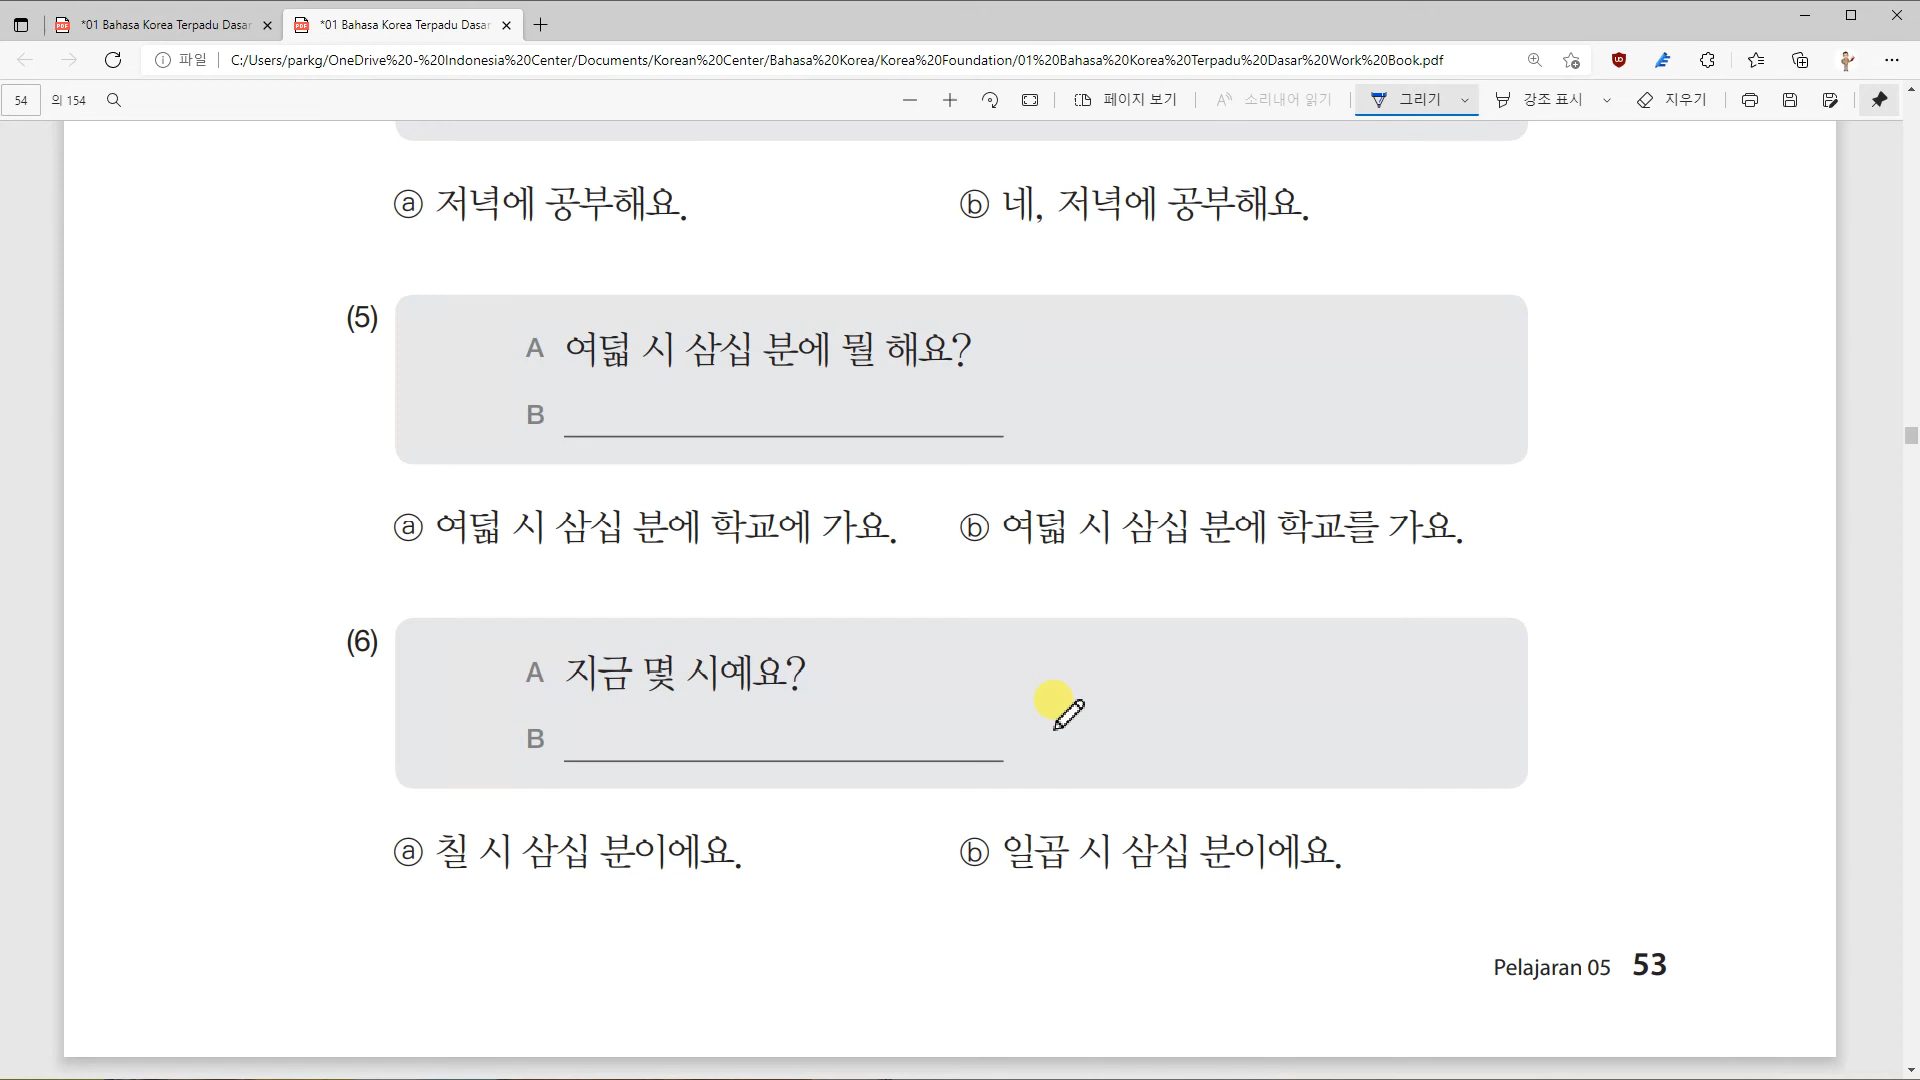 *01 Bahasa Korea Terpadu Dasar
*01 Bahasa Korea Terpadu Dasar
파일
C:/Users/parkg/OneDrive%20-%20Indonesia%20Center/Documents/Korean%20Center/Bahasa%20Korea/Korea%20Foundation/01%20Bahasa%20Korea%20Terpadu%20Dasar%20Work%20Book.pdf
54 의 154 페이지 보기 소리내어 읽기 그리기 강조 표시 지우기
ⓐ 저녁에 공부해요. ⓑ 네, 저녁에 공부해요.
(5)
A 여덟 시 삼십 분에 뭘 해요?
B
ⓐ 여덟 시 삼십 분에 학교에 가요. ⓑ 여덟 시 삼십 분에 학교를 가요.
(6)
A 지금 몇 시예요?
B
ⓐ 칠 시 삼십 분이에요. ⓑ 일곱 시 삼십 분이에요.
Pelajaran 05 53